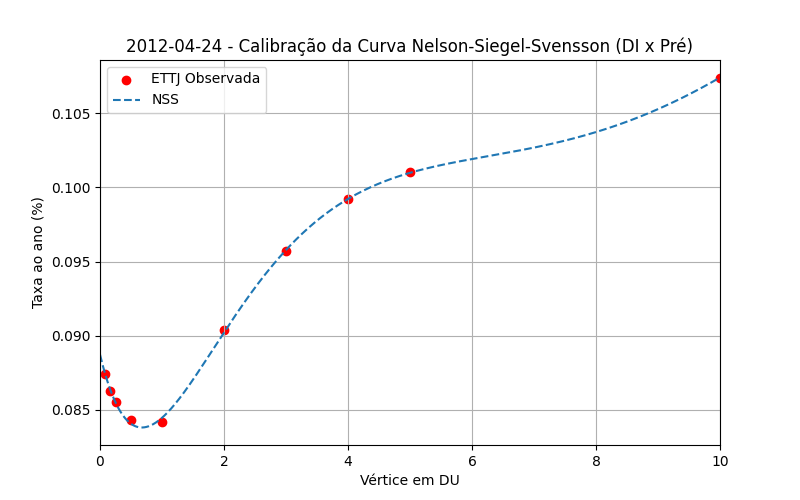 2012-04-24 - Calibração da Curva Nelson-Siegel-Svensson (DI x Pré)
ETTJ Observada
NSS
Taxa ao ano (%)
0.105
0.100
0.095
0.090
0.085
0 2 4 6 8 10
Vértice em DU